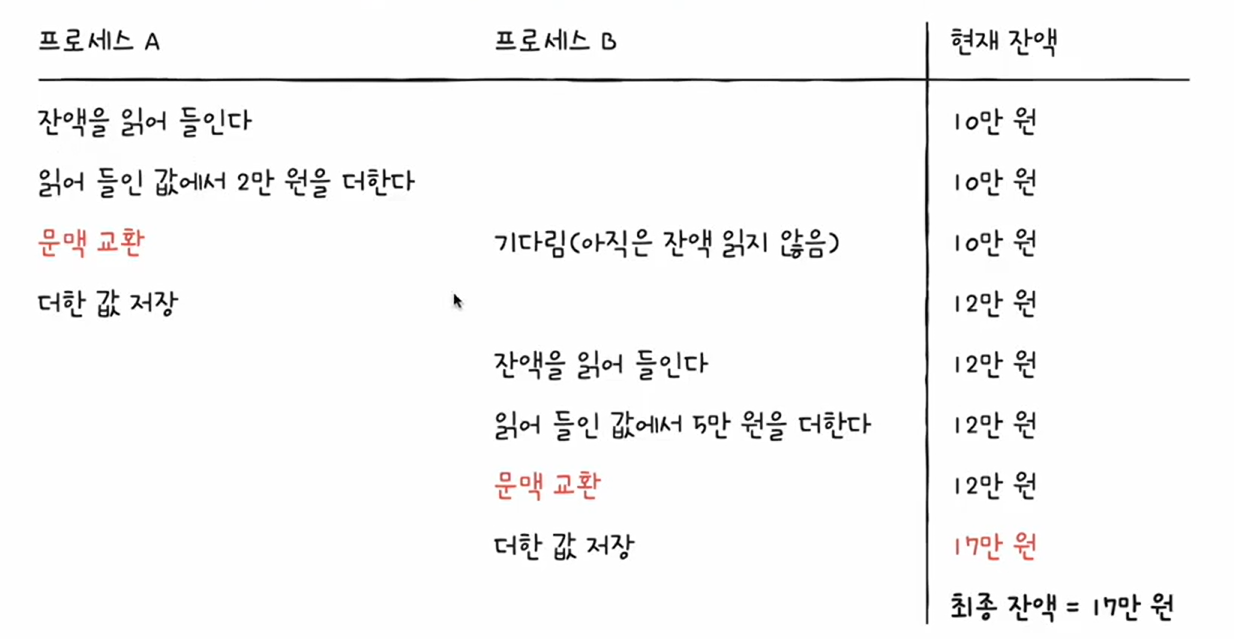 프로세스 A 프로세스 B 현재 잔액
잔액을 읽어 들인다 10만 원
읽어 들인 값에서 2만 원을 더한다 10만 원
문맥 교환 기다림(아직은 잔액 읽지 않음) 10만 원
더한 값 저장 12만 원
잔액을 읽어 들인다 12만 원
읽어 들인 값에서 5만 원을 더한다 12만 원
문맥 교환 12만 원
더한 값 저장 17만 원
최종 잔액 = 17만 원